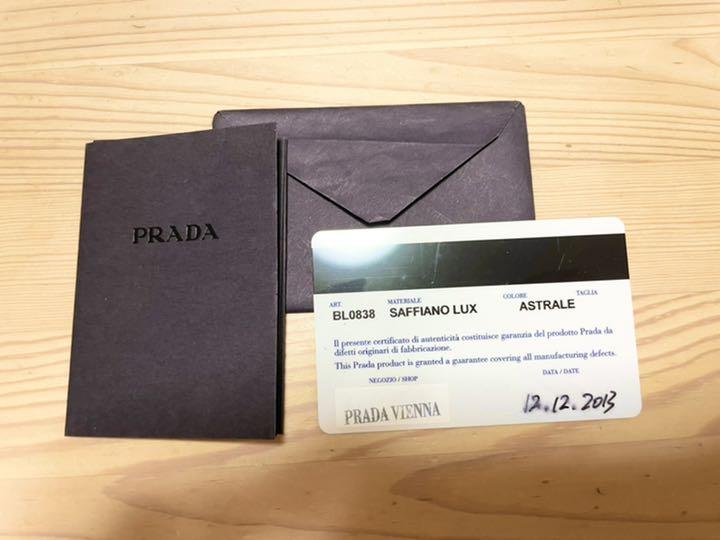 PRADA
ART. MATERIALE COLORE TAGLIA
BL0838 SAFFIANO LUX ASTRALE
Il presente certificato di autenticità costituisce garanzia del prodotto Prada da
difetti originari di fabbricazione.
This Prada product is granted a guarantee covering all manufacturing defects.
NEGOZIO / SHOP DATA / DATE
PRADA VIENNA 12.12.2013